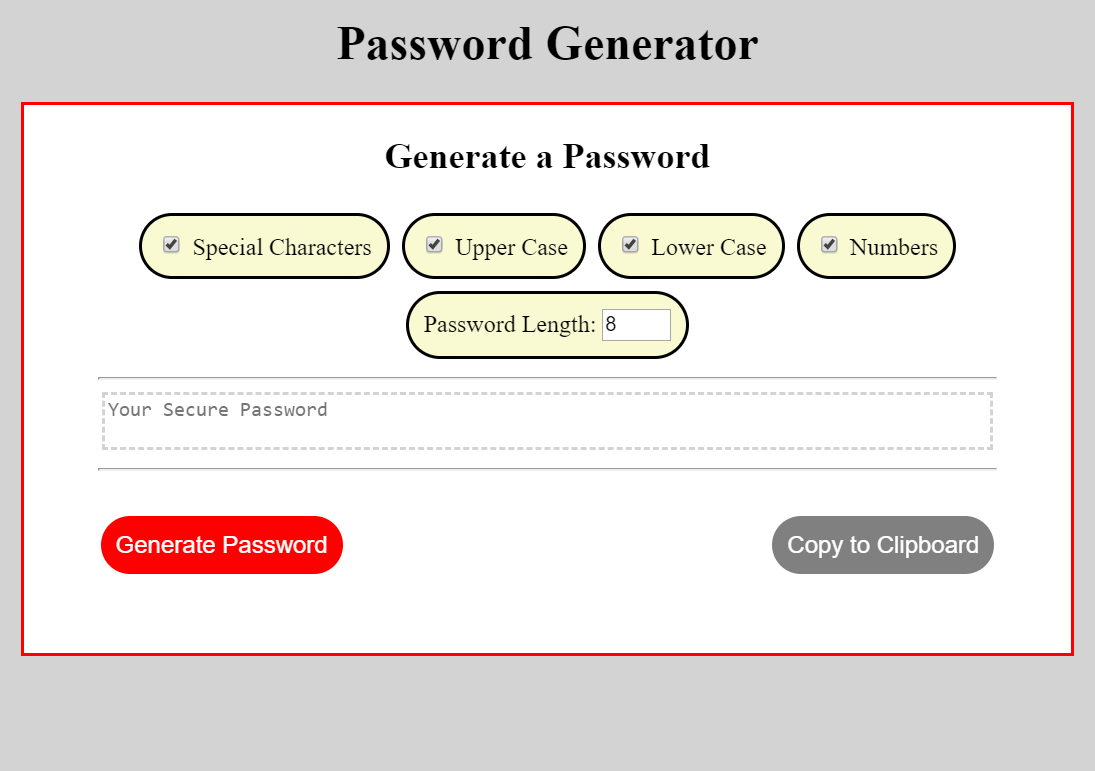 Password Generator
Generate a Password
Special Characters Upper Case Lower Case Numbers
Password Length: 8
Your Secure Password
Generate Password Copy to Clipboard